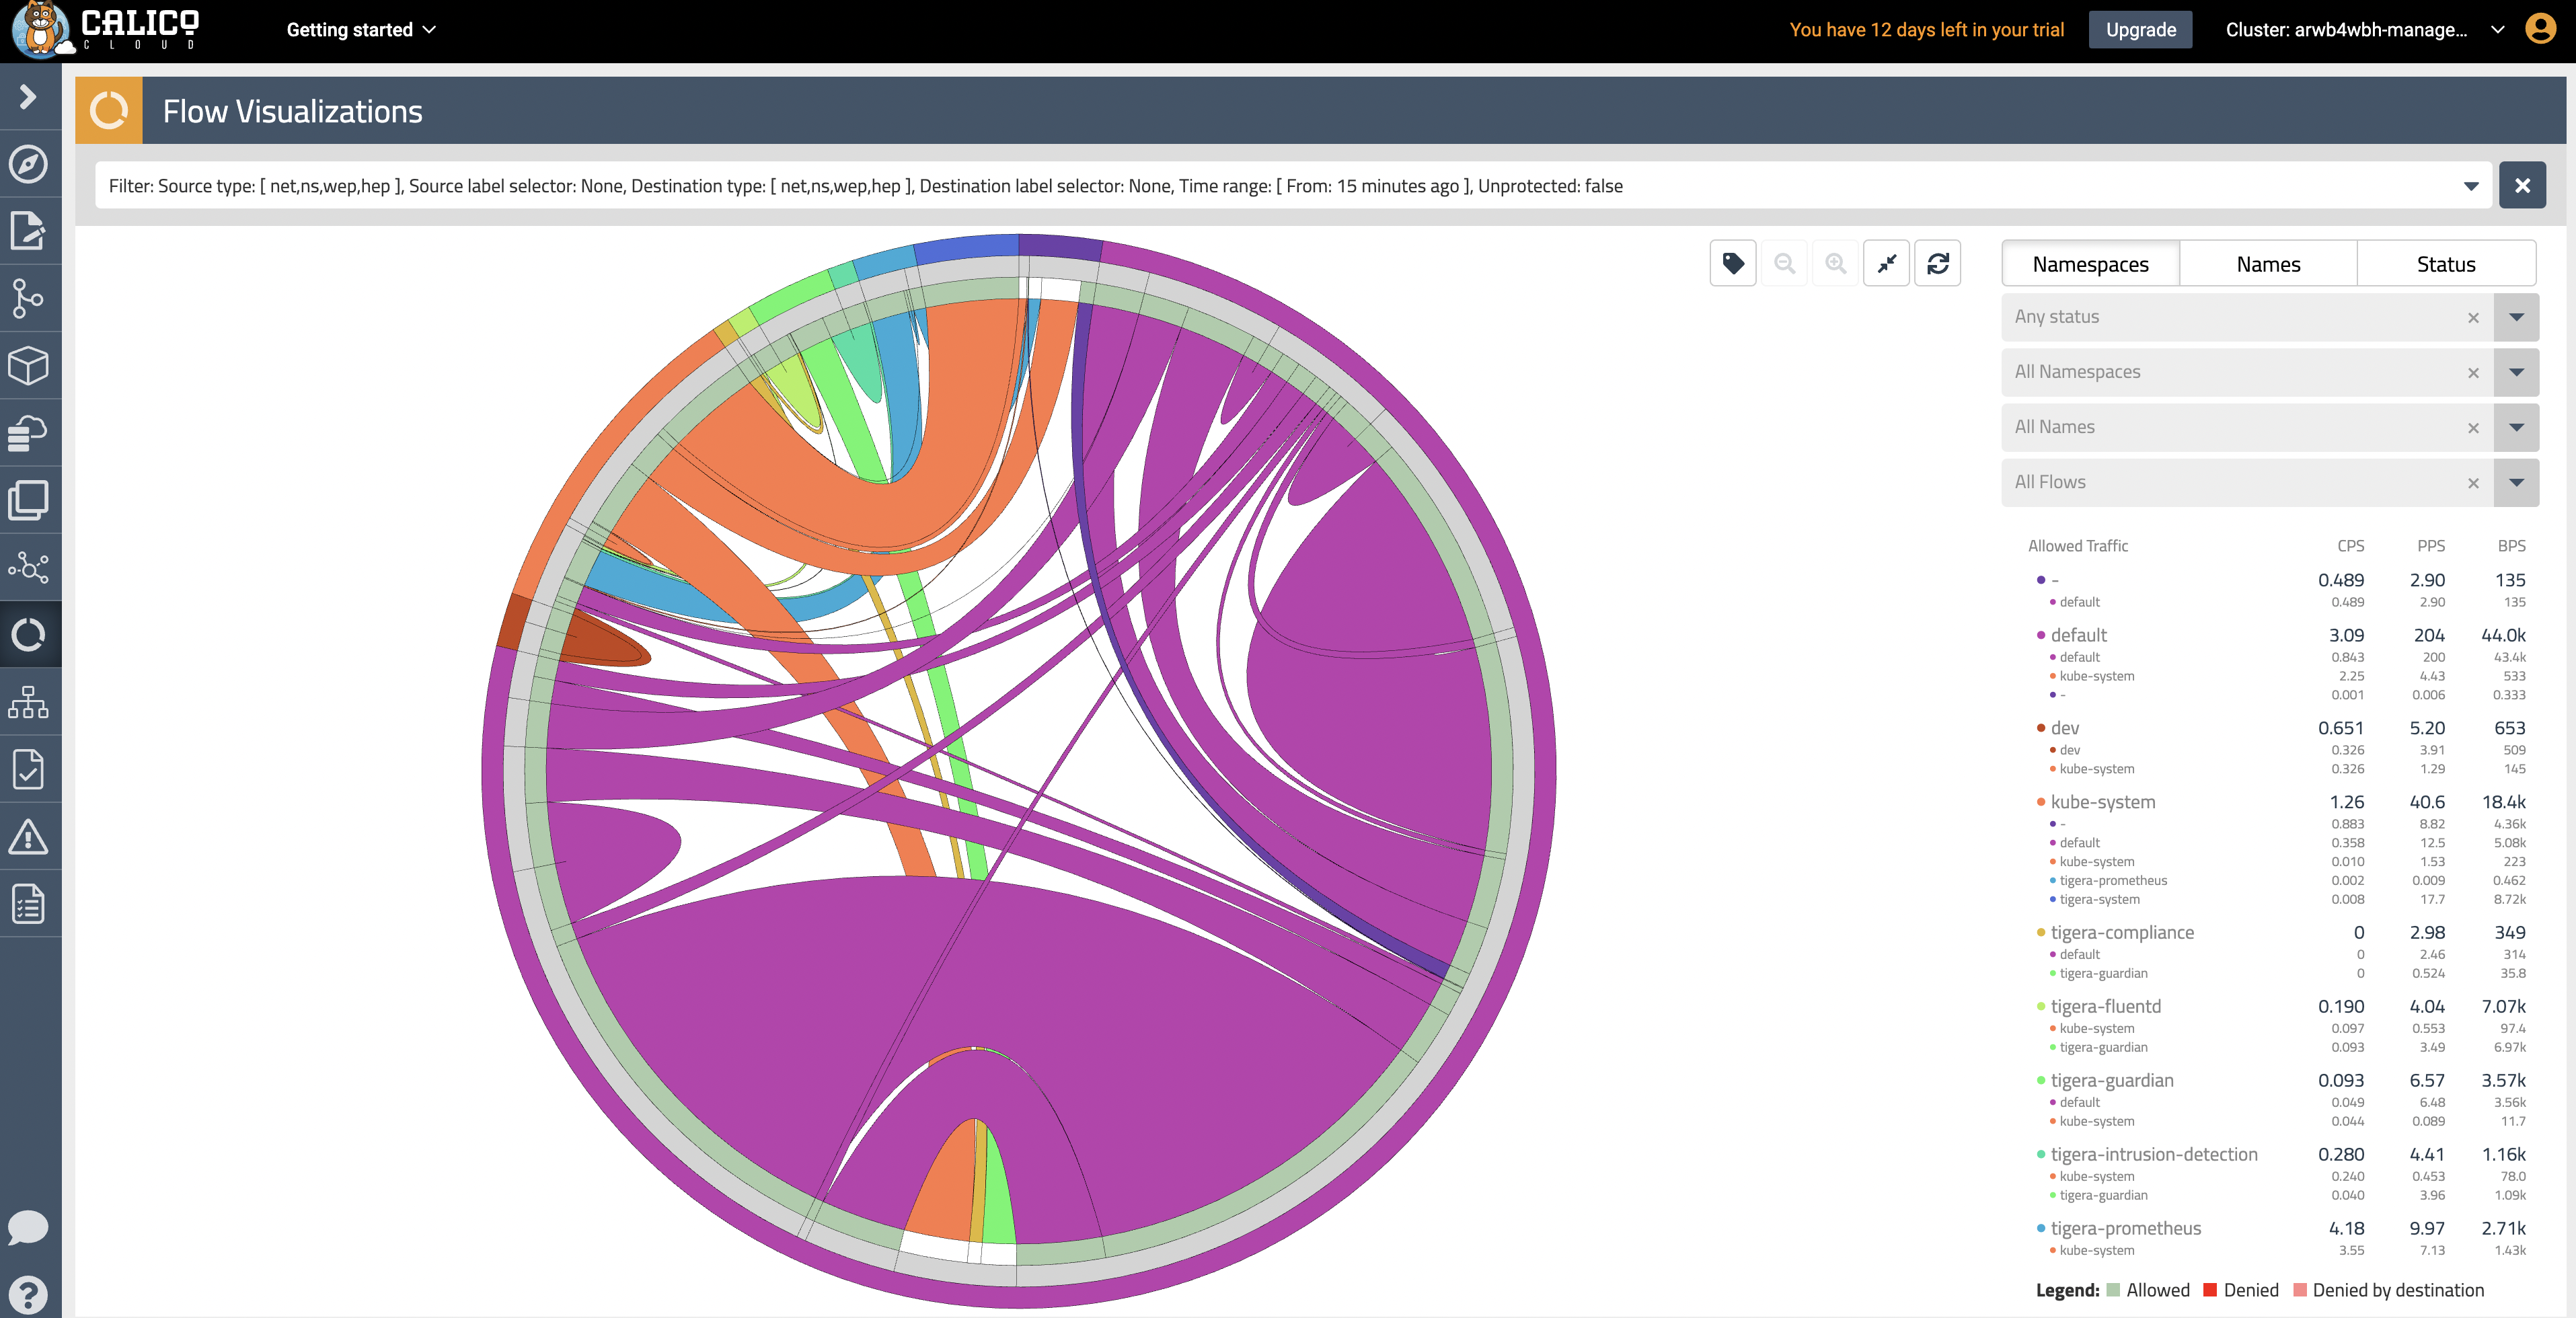 CALICO
CLOUD
Getting started
You have 12 days left in your trial
Upgrade
Cluster: arwb4wbh-manage...
Flow Visualizations
Filter: Source type: [ net,ns,wep,hep ], Source label selector: None, Destination type: [ net,ns,wep,hep ], Destination label selector: None, Time range: [ From: 15 minutes ago ], Unprotected: false
Namespaces Names Status
Any status
All Namespaces
All Names
All Flows
Allowed Traffic CPS PPS BPS
- 0.489 2.90 135
default 0.489 2.90 135
default 3.09 204 44.0k
default 0.843 200 43.4k
kube-system 2.25 4.43 533
- 0.001 0.006 0.333
dev 0.651 5.20 653
dev 0.326 3.91 509
kube-system 0.326 1.29 145
kube-system 1.26 40.6 18.4k
- 0.883 8.82 4.36k
default 0.358 12.5 5.08k
kube-system 0.010 1.53 223
tigera-prometheus 0.002 0.009 0.462
tigera-system 0.008 17.7 8.72k
tigera-compliance 0 2.98 349
default 0 2.46 314
tigera-guardian 0 0.524 35.8
tigera-fluentd 0.190 4.04 7.07k
kube-system 0.097 0.553 97.4
tigera-guardian 0.093 3.49 6.97k
tigera-guardian 0.093 6.57 3.57k
default 0.049 6.48 3.56k
kube-system 0.044 0.089 11.7
tigera-intrusion-detection 0.280 4.41 1.16k
kube-system 0.240 0.453 78.0
tigera-guardian 0.040 3.96 1.09k
tigera-prometheus 4.18 9.97 2.71k
kube-system 3.55 7.13 1.43k
Legend: Allowed Denied Denied by destination